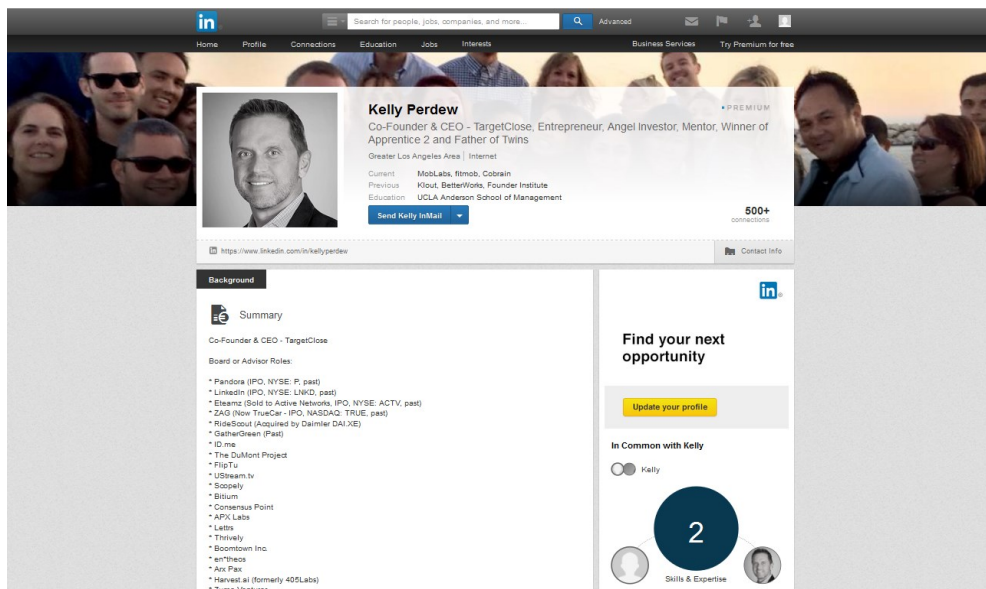 in
Search for people, jobs, companies, and more...
Advanced
Home Profile Connections Education Jobs Interests
Business Services Try Premium for free
Kelly Perdew
PREMIUM
Co-Founder & CEO - TargetClose, Entrepreneur, Angel Investor, Mentor, Winner of
Apprentice 2 and Father of Twins
Greater Los Angeles Area | Internet
Current MobLabs, fitmob, Cobrain
Previous Klout, BetterWorks, Founder Institute
Education UCLA Anderson School of Management
Send Kelly InMail
500+
connections
in https://www.linkedin.com/in/kellyperdew
Contact Info
Background
Summary
Co-Founder & CEO - TargetClose
Board or Advisor Roles:
* Pandora (IPO, NYSE: P, past)
* LinkedIn (IPO, NYSE: LNKD, past)
* Eteamz (Sold to Active Networks, IPO, NYSE: ACTV, past)
* ZAG (Now TrueCar - IPO, NASDAQ: TRUE, past)
* RideScout (Acquired by Daimler DAI.XE)
* GatherGreen (Past)
* ID.me
* The DuMont Project
* FlipTu
* UStream.tv
* Scopely
* Bitium
* Consensus Point
* APX Labs
* Lettrs
* Thrively
* Boomtown Inc.
* en*theos
* Arx Pax
* Harvest.ai (formerly 405Labs)
in
Find your next
opportunity
Update your profile
In Common with Kelly
Kelly
2
Skills & Expertise